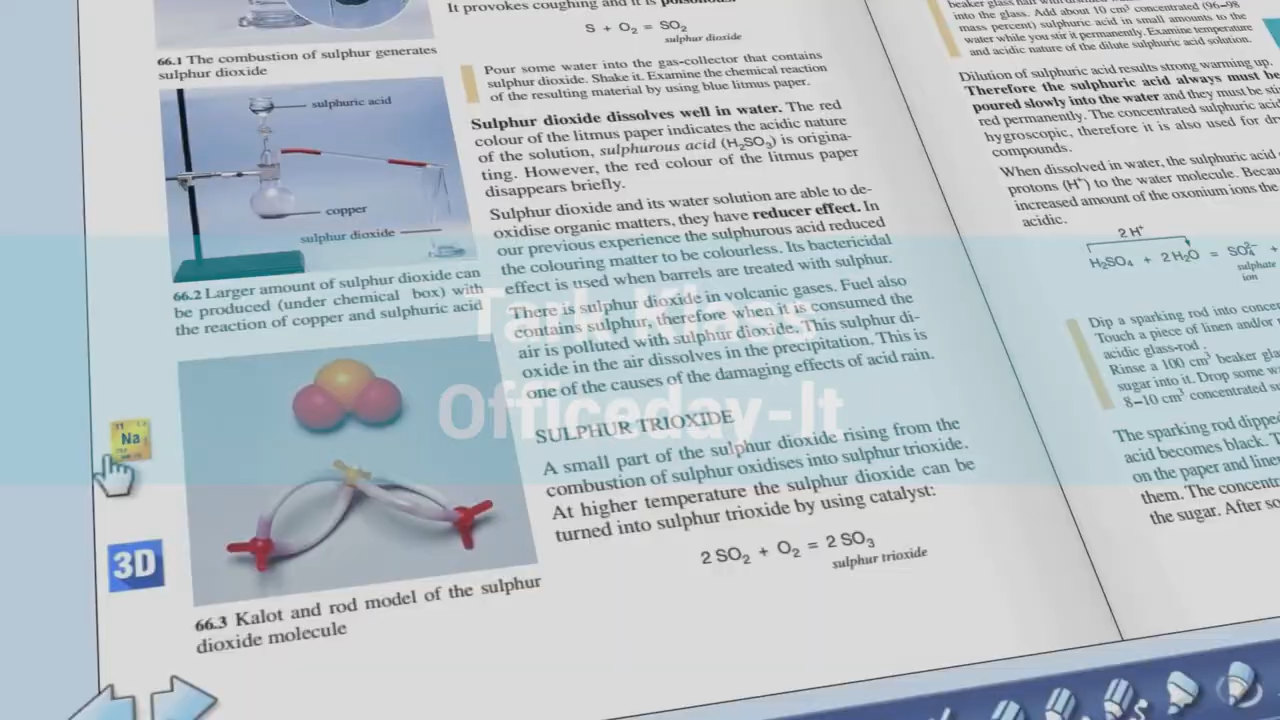 66.1 The combustion of sulphur generates
sulphur dioxide
sulphuric acid
copper
sulphur dioxide
66.2 Larger amount of sulphur dioxide can
be produced (under chemical box) with
the reaction of copper and sulphuric acid
Na
3D
66.3 Kalot and rod model of the sulphur
dioxide molecule
It provokes coughing and it is poisonous.
S + O₂ = SO₂
sulphur dioxide
Pour some water into the gas-collector that contains
sulphur dioxide. Shake it. Examine the chemical reaction
of the resulting material by using blue litmus paper.
Sulphur dioxide dissolves well in water. The red
colour of the litmus paper indicates the acidic nature
of the solution, sulphurous acid (H₂SO₃) is origina-
ting. However, the red colour of the litmus paper
disappears briefly.
Sulphur dioxide and its water solution are able to de-
oxidise organic matters, they have reducer effect. In
our previous experience the sulphurous acid reduced
the colouring matter to be colourless. Its bactericidal
effect is used when barrels are treated with sulphur.
There is sulphur dioxide in volcanic gases. Fuel also
contains sulphur, therefore when it is consumed the
air is polluted with sulphur dioxide. This sulphur di-
oxide in the air dissolves in the precipitation. This is
one of the causes of the damaging effects of acid rain.
Tark Klass
Officeday-It
SULPHUR TRIOXIDE
A small part of the sulphur dioxide rising from the
combustion of sulphur oxidises into sulphur trioxide.
At higher temperature the sulphur dioxide can be
turned into sulphur trioxide by using catalyst:
2 SO₂ + O₂ = 2 SO₃
sulphur trioxide
into the glass. Add about 10 cm³ concentrated (96–98
mass percent) sulphuric acid in small amounts to the
water while you stir it permanently. Examine temperature
and acidic nature of the dilute sulphuric acid solution.
Dilution of sulphuric acid results strong warming up.
Therefore the sulphuric acid always must be
poured slowly into the water and they must be sti
red permanently. The concentrated sulphuric acid
hygroscopic, therefore it is also used for dr
compounds.
When dissolved in water, the sulphuric acid
protons (H⁺) to the water molecule. Becau
increased amount of the oxonium ions the
acidic.
2 H⁺
H₂SO₄ + 2 H₂O = SO₄²⁻ +
sulphate
ion
Dip a sparking rod into conce
Touch a piece of linen and/or
acidic glass-rod.
Rinse a 100 cm³ beaker glas
sugar into it. Drop some wa
8–10 cm³ concentrated s
The sparking rod dippe
acid becomes black. T
on the paper and linen
them. The concentr
the sugar. After so